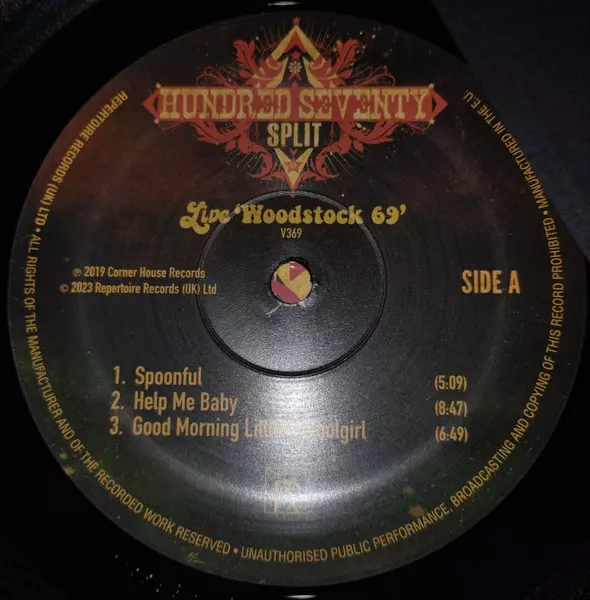 HUNDRED SEVENTY
SPLIT
Live 'Woodstock 69'
V369
℗ 2019 Corner House Records
© 2023 Repertoire Records (UK) Ltd
SIDE A
1. Spoonful (5:09)
2. Help Me Baby (8:47)
3. Good Morning (6:49)
REPERTOIRE RECORDS (UK) LTD • ALL RIGHTS OF THE MANUFACTURER AND OF THE RECORDED WORK RESERVED • UNAUTHORISED PUBLIC PERFORMANCE, BROADCASTING AND COPYING OF THIS RECORD PROHIBITED • MANUFACTURED IN THE E.U.